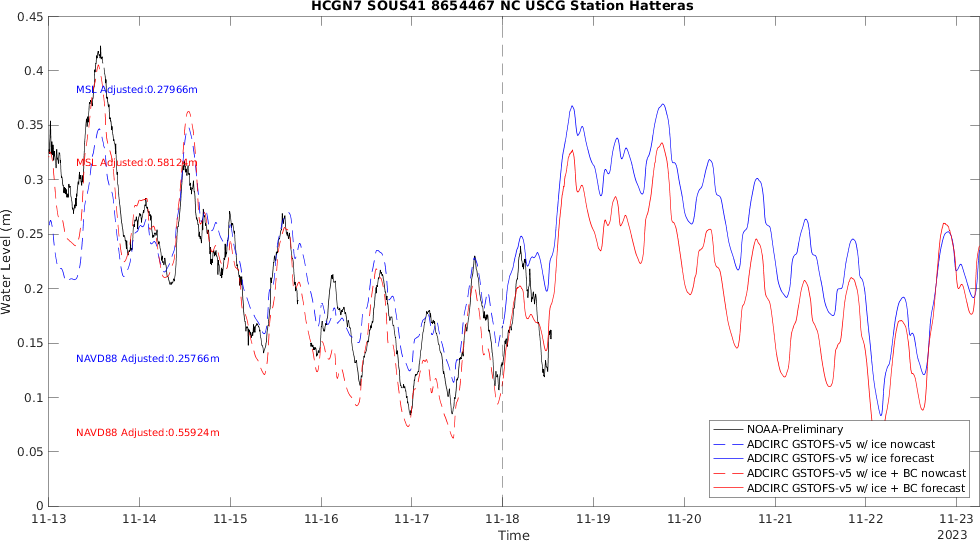 HCGN7 SOUS41 8654467 NC USCG Station Hatteras
0.45
0.4
0.35
0.3
0.25
0.2
0.15
0.1
0.05
0
Water Level (m)
MSL Adjusted:0.27966m
MSL Adjusted:0.5812 m
NAVD88 Adjusted:0.25766m
NAVD88 Adjusted:0.55924m
NOAA-Preliminary
ADCIRC GSTOFS-v5 w/ ice nowcast
ADCIRC GSTOFS-v5 w/ ice forecast
ADCIRC GSTOFS-v5 w/ ice + BC nowcast
ADCIRC GSTOFS-v5 w/ ice + BC forecast
11-13 11-14 11-15 11-16 11-17 11-18 11-19 11-20 11-21 11-22 11-23
Time 2023